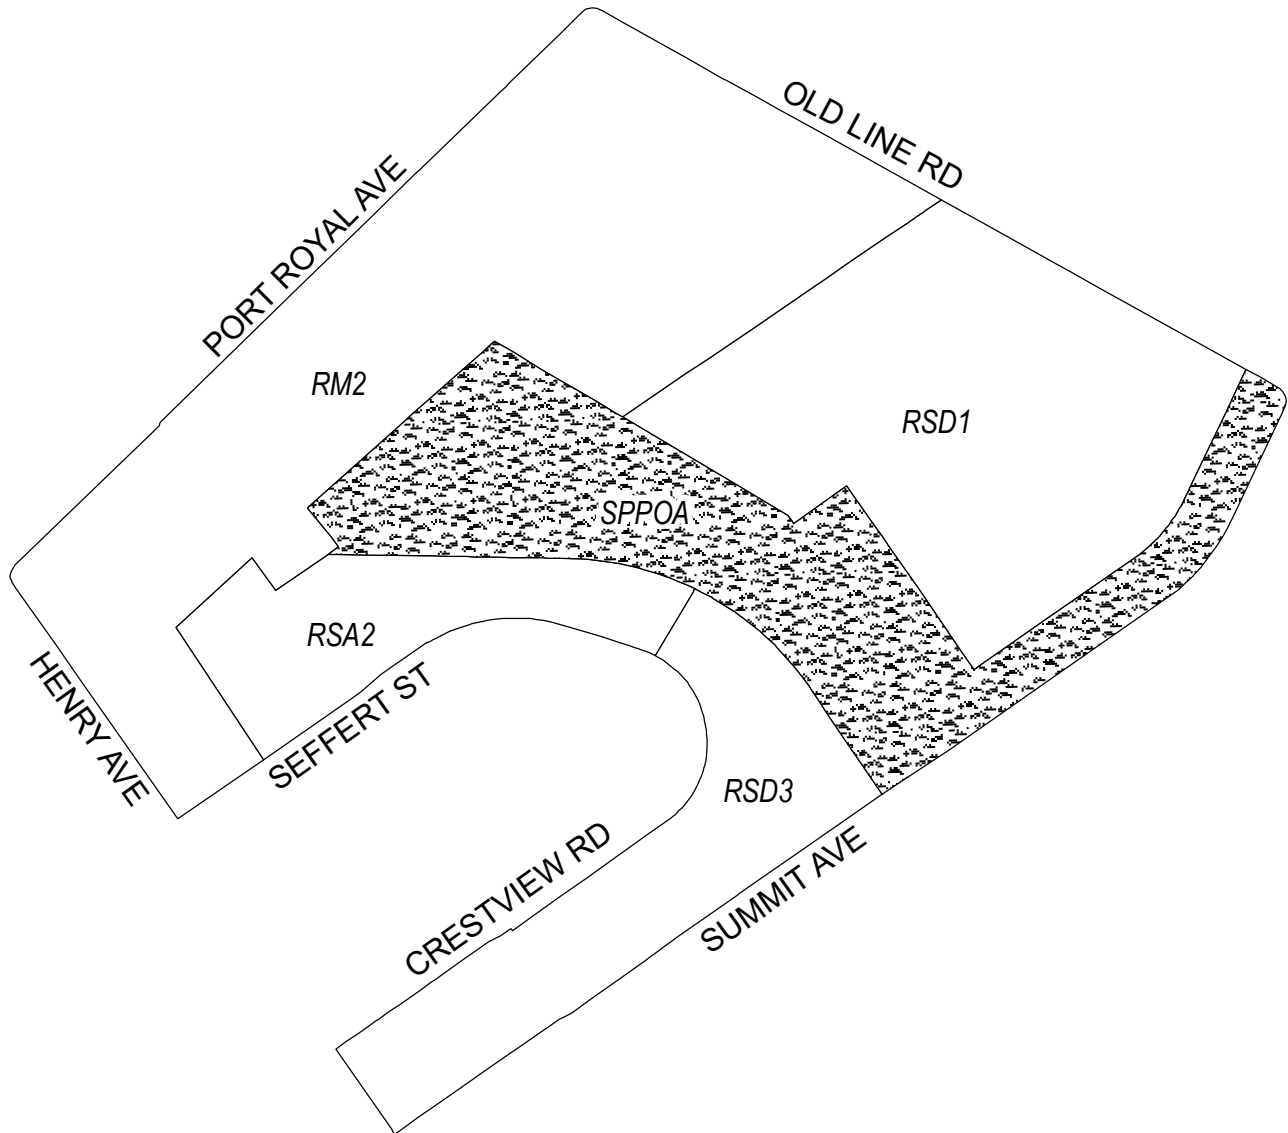 OLD LINE RD
PORT ROYAL AVE
RM2
RSD1
SPPOA
RSA2
HENRY AVE
SEFFERT ST
RSD3
CRESTVIEW RD
SUMMIT AVE